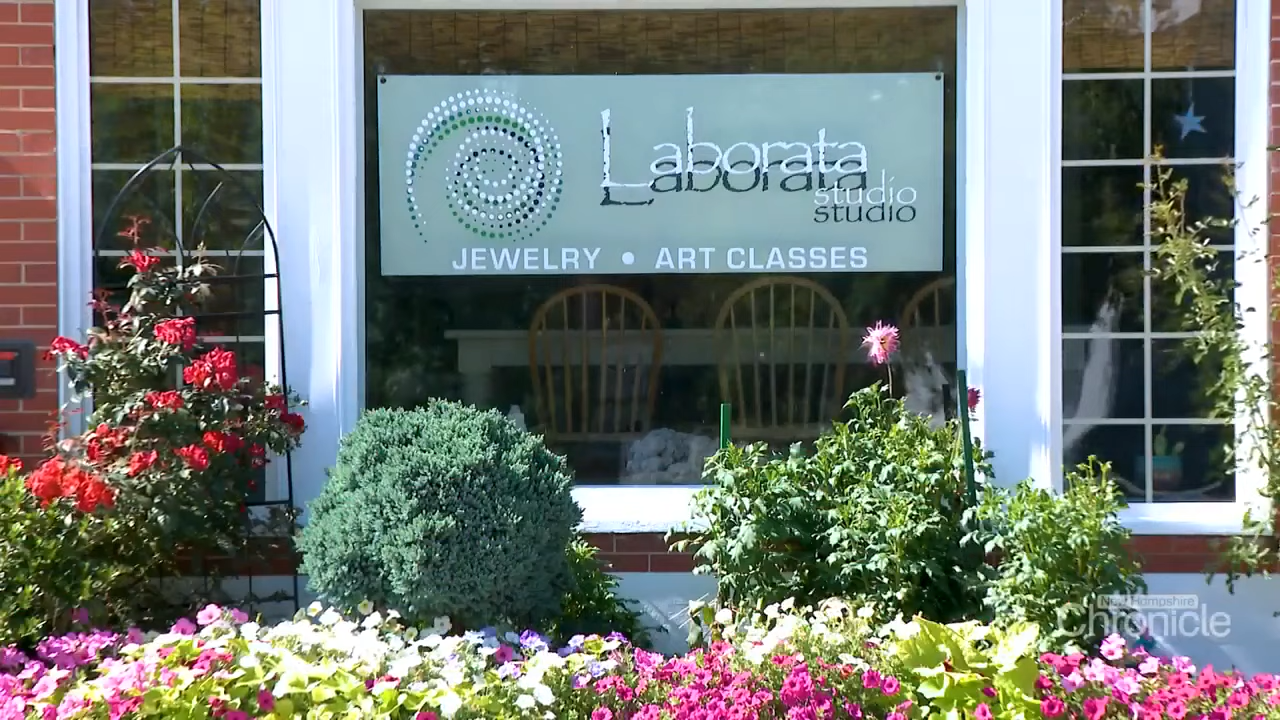 Laborata
studio
JEWELRY • ART CLASSES
New Hampshire
Chronicle